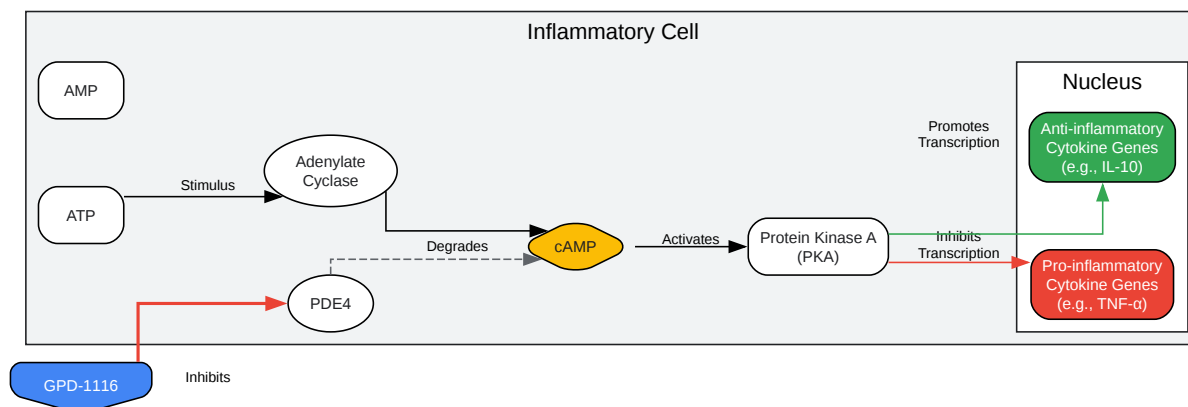 Inflammatory Cell
AMP
Nucleus
Promotes
Transcription
Anti-inflammatory
Cytokine Genes
(e.g., IL-10)
Adenylate
Cyclase
Stimulus
ATP
Degrades
cAMP
Activates
Protein Kinase A
(PKA)
Inhibits
Transcription
Pro-inflammatory
Cytokine Genes
(e.g., TNF-α)
PDE4
GPD-1116
Inhibits